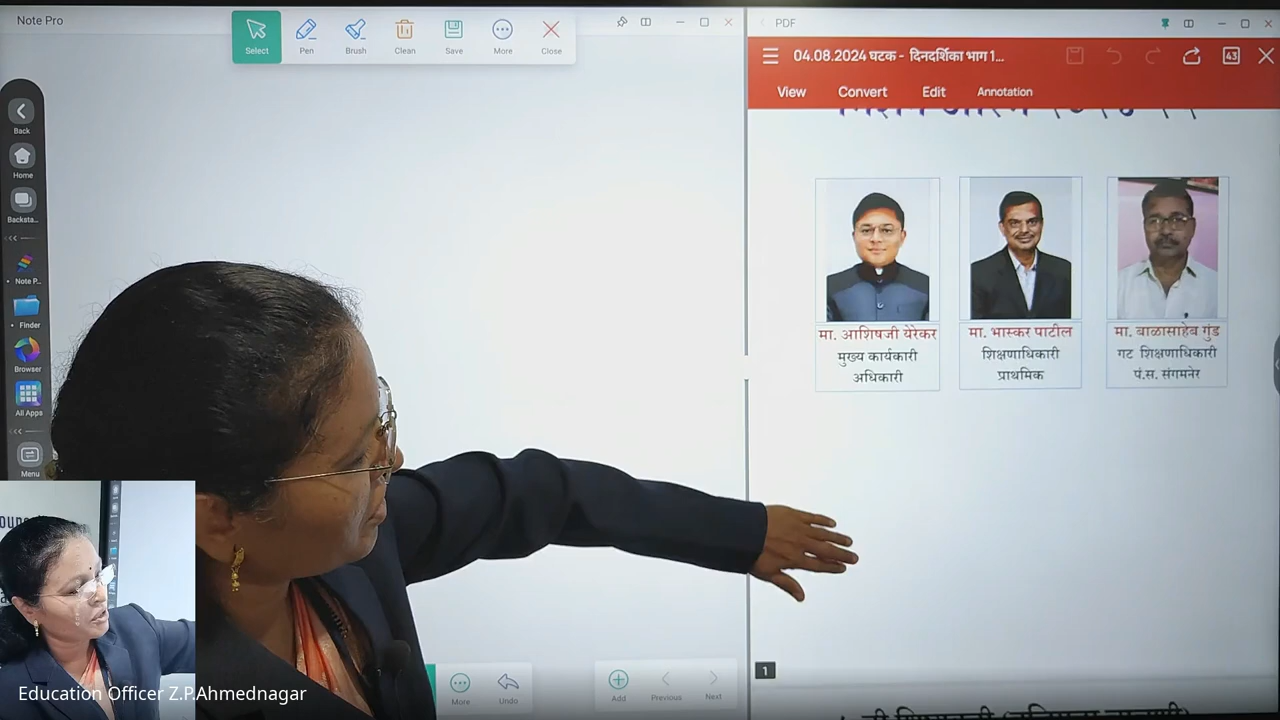 Note Pro
Select
Pen
Brush
Clean
Save
More
Close
Back
Home
Backsta...
Note P...
Finder
Browser
All Apps
Menu
PDF
04.08.2024 घटक - दिनदर्शिका भाग 1...
43
View
Convert
Edit
Annotation
मा. आशिषजी येरेकर
मुख्य कार्यकारी
अधिकारी
मा. भास्कर पाटील
शिक्षणाधिकारी
प्राथमिक
मा. बाळासाहेब गुंड
गट शिक्षणाधिकारी
पं.स. संगमनेर
1
More
Undo
Add
Previous
Next
Education Officer Z.P.Ahmednagar